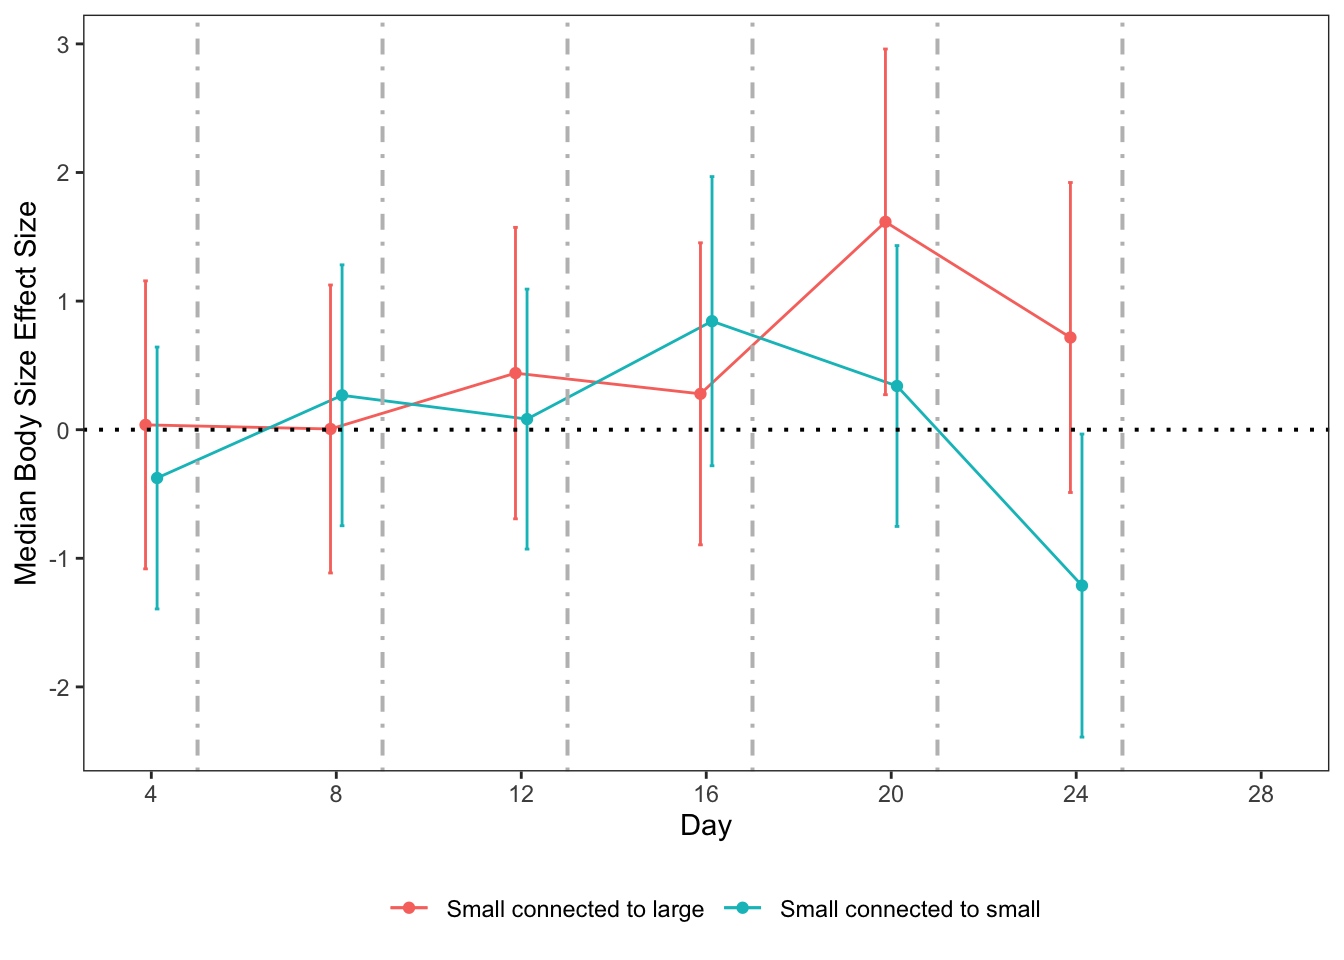 Median Body Size Effect Size
3
2
1
0
-1
-2
4 8 12 16 20 24 28
Day
Small connected to large Small connected to small